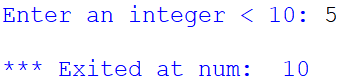 Enter an integer < 10: 5
*** Exited at num:  10